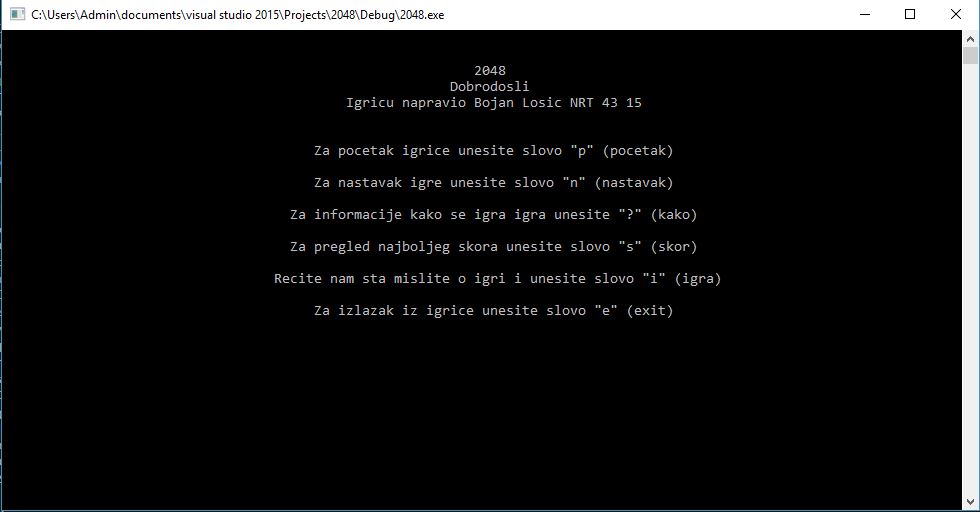 C:\Users\Admin\documents\visual studio 2015\Projects\2048\Debug\2048.exe
2048
Dobrodosli
Igricu napravio Bojan Losic NRT 43 15
Za pocetak igrice unesite slovo "p" (pocetak)
Za nastavak igre unesite slovo "n" (nastavak)
Za informacije kako se igra igra unesite "?" (kako)
Za pregled najboljeg skora unesite slovo "s" (skor)
Recite nam sta mislite o igri i unesite slovo "i" (igra)
Za izlazak iz igrice unesite slovo "e" (exit)